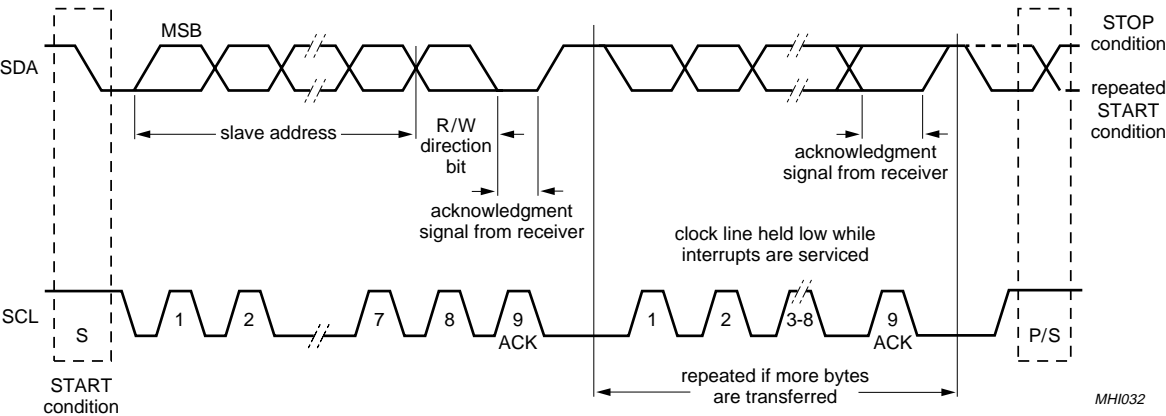 MSB
STOP
condition
SDA
repeated
START
condition
slave address
R/W
direction
bit
acknowledgment
signal from receiver
acknowledgment
signal from receiver
clock line held low while
interrupts are serviced
SCL
S
1
2
7
8
9
ACK
1
2
3-8
9
ACK
P/S
START
condition
repeated if more bytes
are transferred
MHI032